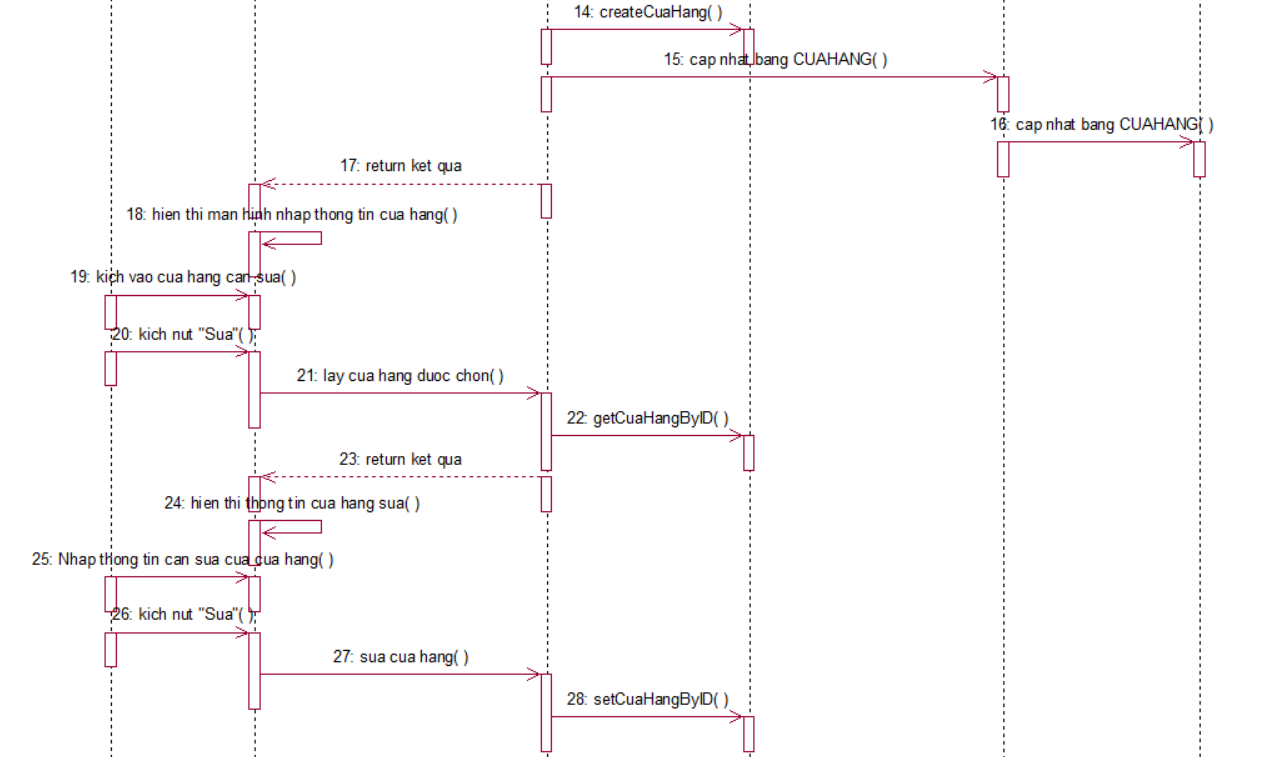 14: createCuaHang( )
15: cap nhat bang CUAHANG( )
16: cap nhat bang CUAHANG( )
17: return ket qua
18: hien thi man hinh nhap thong tin cua hang( )
19: kich vao cua hang can sua( )
20: kich nut "Sua"( )
21: lay cua hang duoc chon( )
22: getCuaHangByID( )
23: return ket qua
24: hien thi thong tin cua hang sua( )
25: Nhap thong tin can sua cua cua hang( )
26: kich nut "Sua"( )
27: sua cua hang( )
28: setCuaHangByID( )